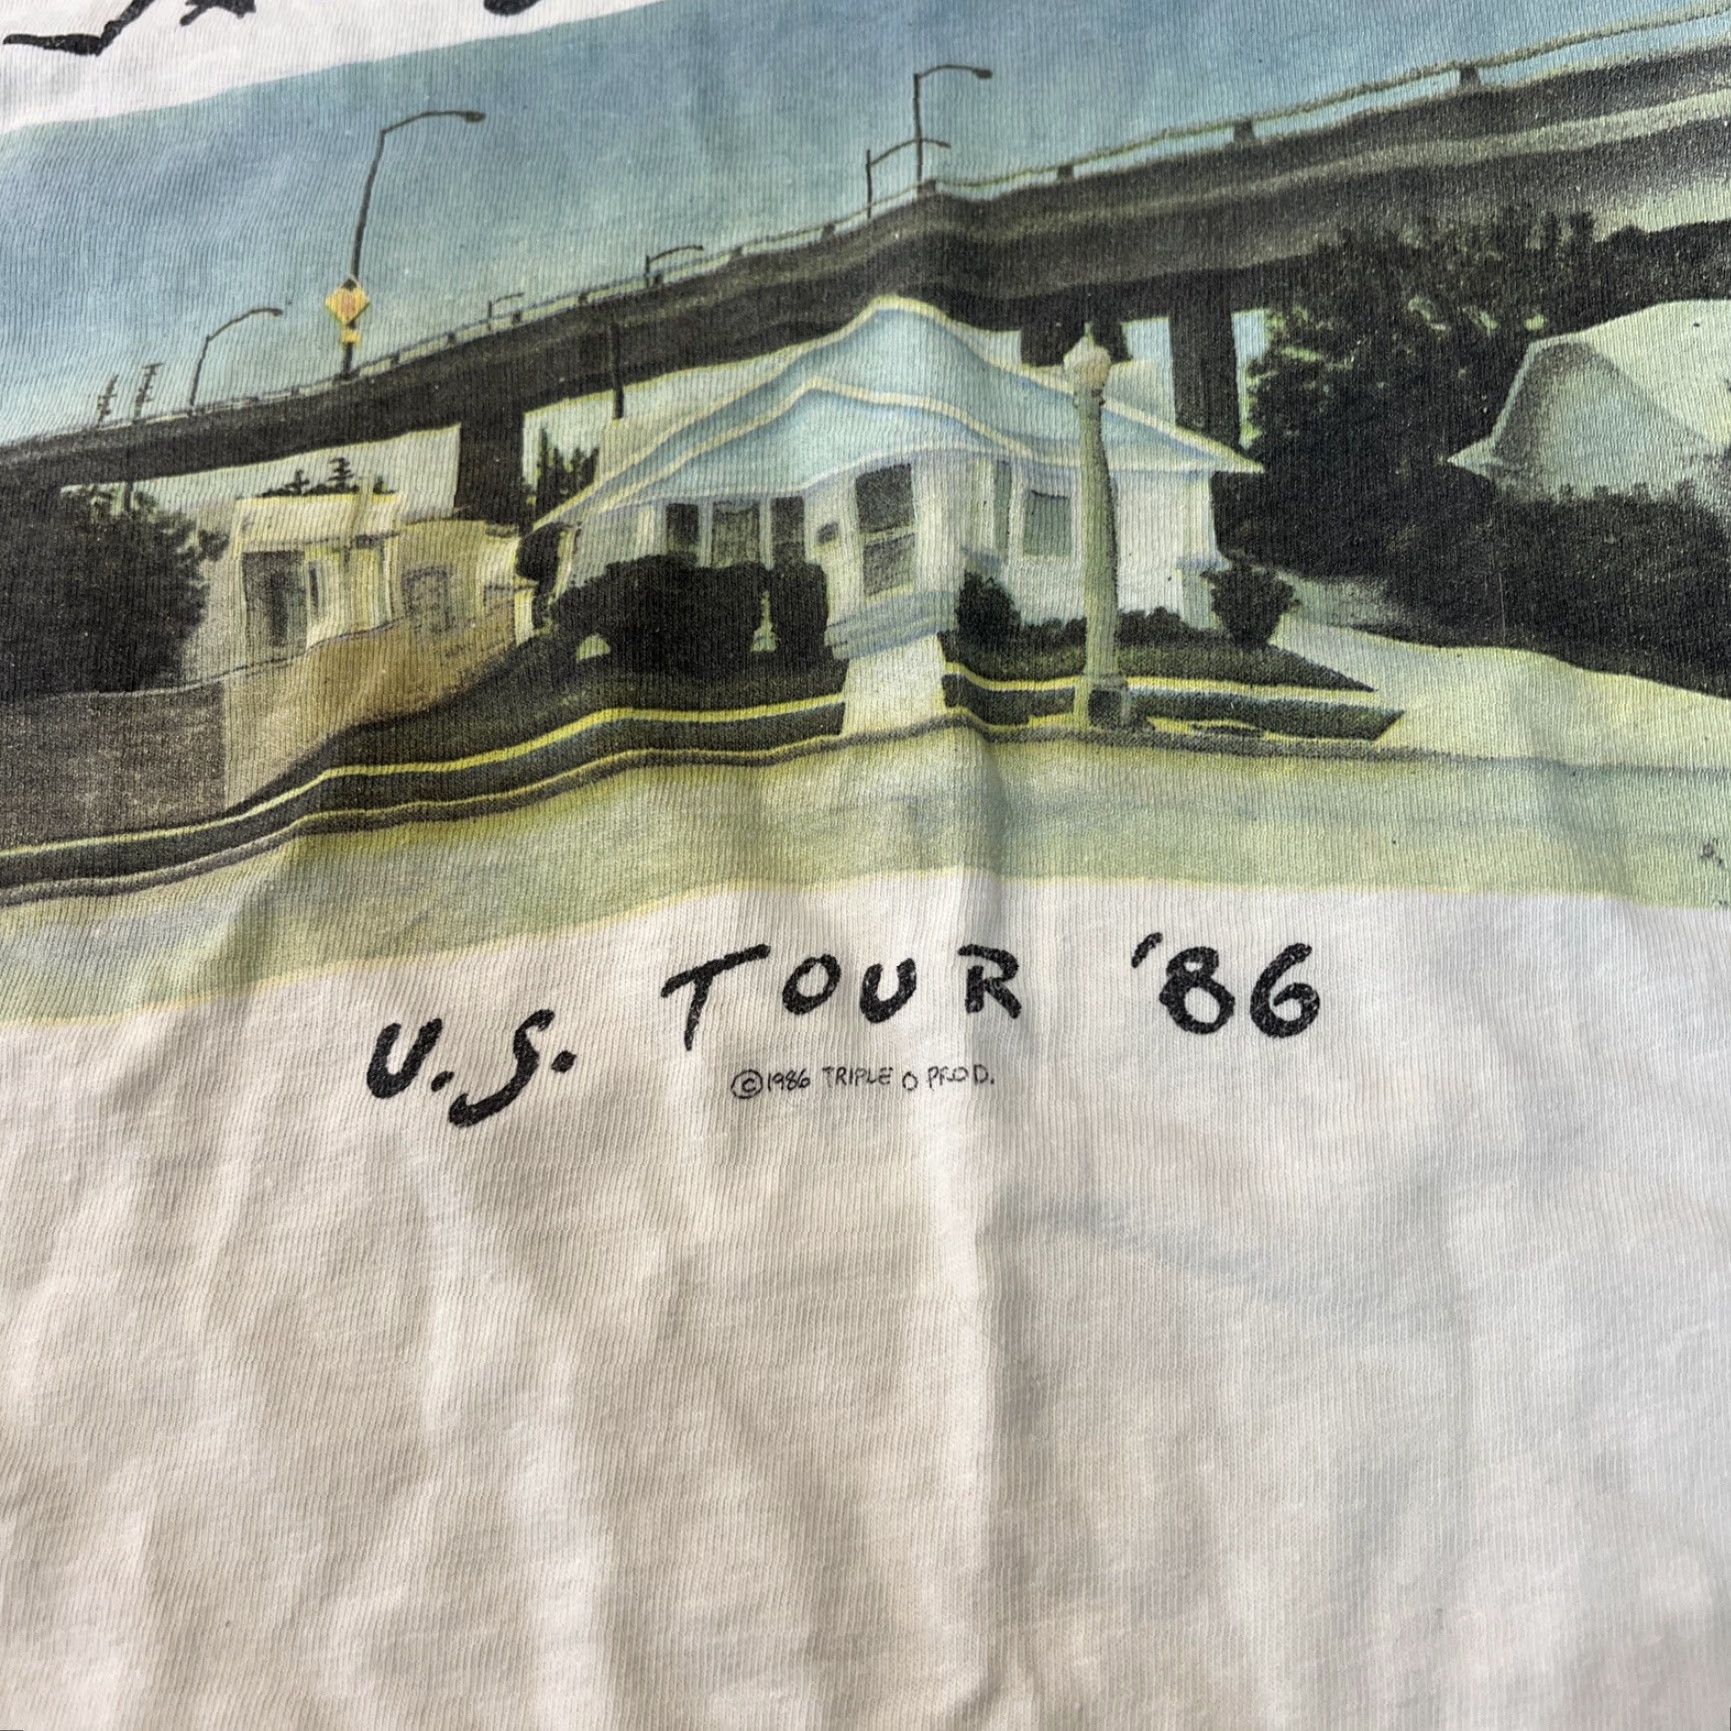 U.S. TOUR '86
©1986 TRIPLE O PROD.